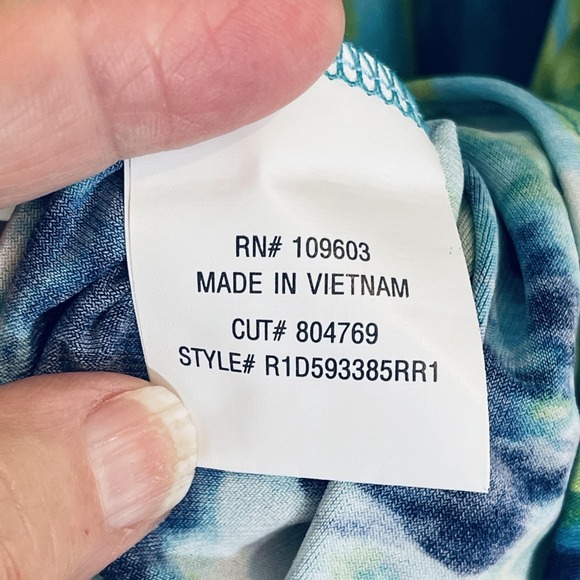 RN# 109603
MADE IN VIETNAM
CUT# 804769
STYLE# R1D593385RR1